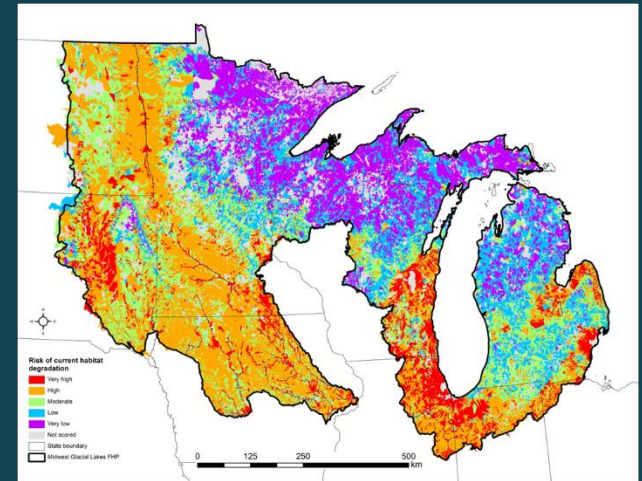 Risk of current habitat
degradation
Very high
High
Moderate
Low
Very low
Not scored
State boundary
Midwest Glacial Lakes FHP
0 125 250 500
km